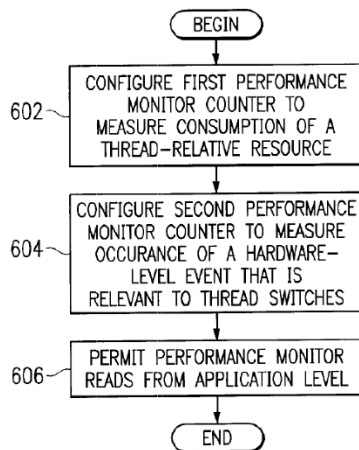 BEGIN
602
CONFIGURE FIRST PERFORMANCE
MONITOR COUNTER TO
MEASURE CONSUMPTION OF A
THREAD-RELATIVE RESOURCE
604
CONFIGURE SECOND PERFORMANCE
MONITOR COUNTER TO MEASURE
OCCURANCE OF A HARDWARE-
LEVEL EVENT THAT IS
RELEVANT TO THREAD SWITCHES
606
PERMIT PERFORMANCE MONITOR
READS FROM APPLICATION LEVEL
END